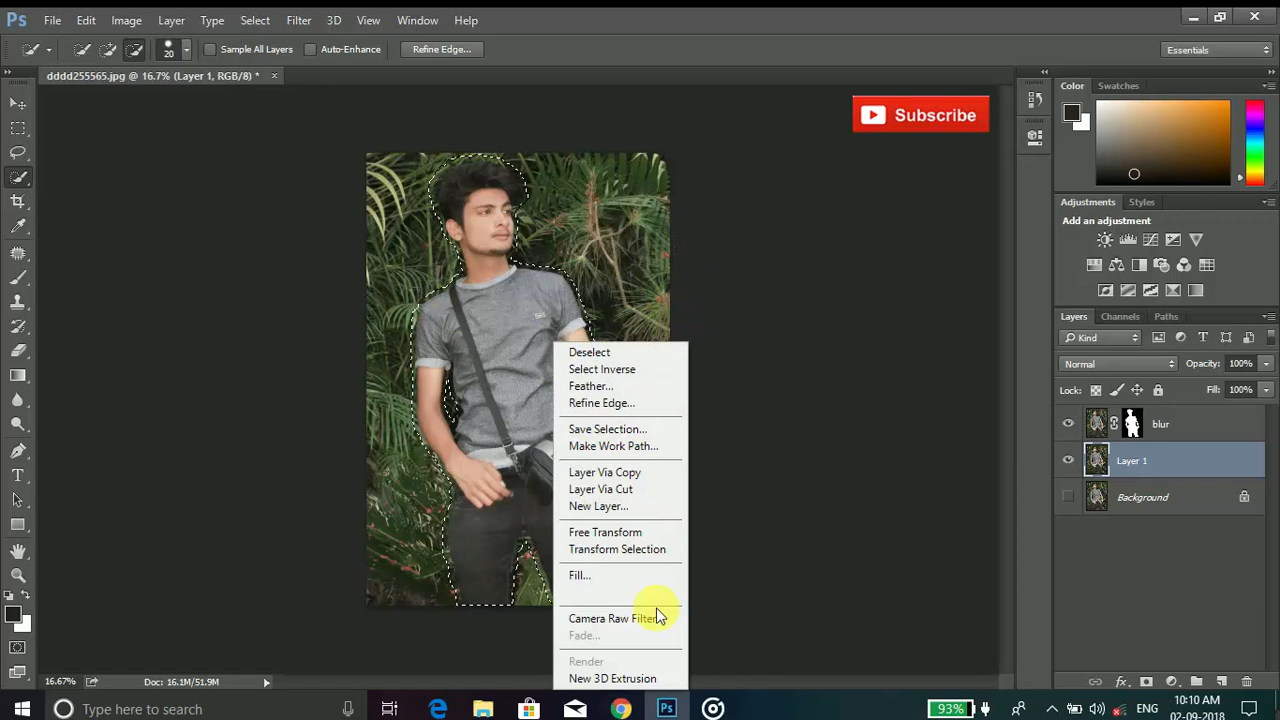 Ps File Edit Image Layer Type Select Filter 3D View Window Help
20 Sample All Layers Auto-Enhance Refine Edge... Essentials
dddd255565.jpg @ 16.7% (Layer 1, RGB/8) *
Subscribe
Color Swatches
Adjustments Styles
Add an adjustment
Layers Channels Paths
Kind
Normal Opacity: 100%
Lock: Fill: 100%
blur
Layer 1
Background
Deselect
Select Inverse
Feather...
Refine Edge...
Save Selection...
Make Work Path...
Layer Via Copy
Layer Via Cut
New Layer...
Free Transform
Transform Selection
Fill...
Camera Raw Filter
Fade...
Render
New 3D Extrusion
16.67% Doc: 16.1M/51.9M
Type here to search
Ps
93%
10:10 AM
02-09-2018